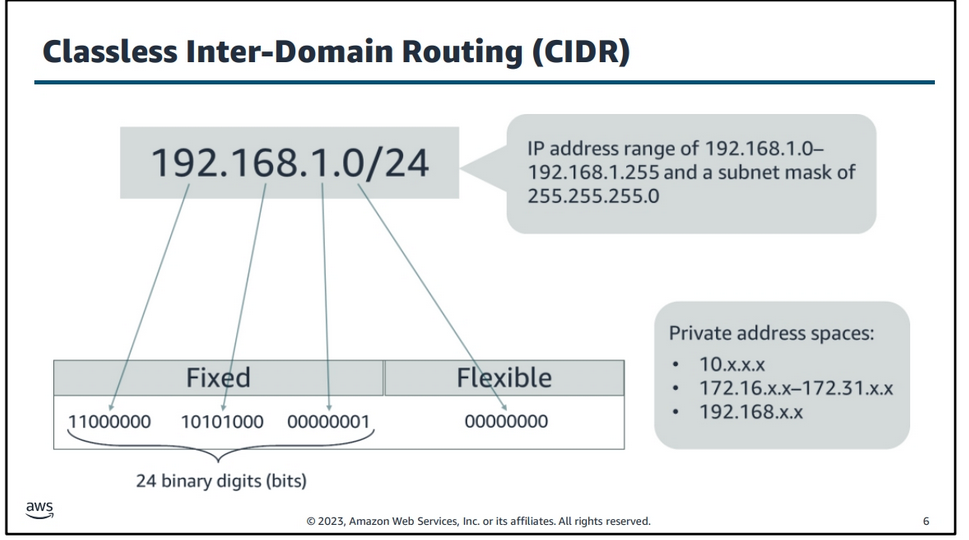 Classless Inter-Domain Routing (CIDR)
192.168.1.0/24
IP address range of 192.168.1.0–
192.168.1.255 and a subnet mask of
255.255.255.0
Private address spaces:
• 10.x.x.x
• 172.16.x.x–172.31.x.x
• 192.168.x.x
Fixed Flexible
11000000 10101000 00000001 00000000
24 binary digits (bits)
aws
© 2023, Amazon Web Services, Inc. or its affiliates. All rights reserved.
6